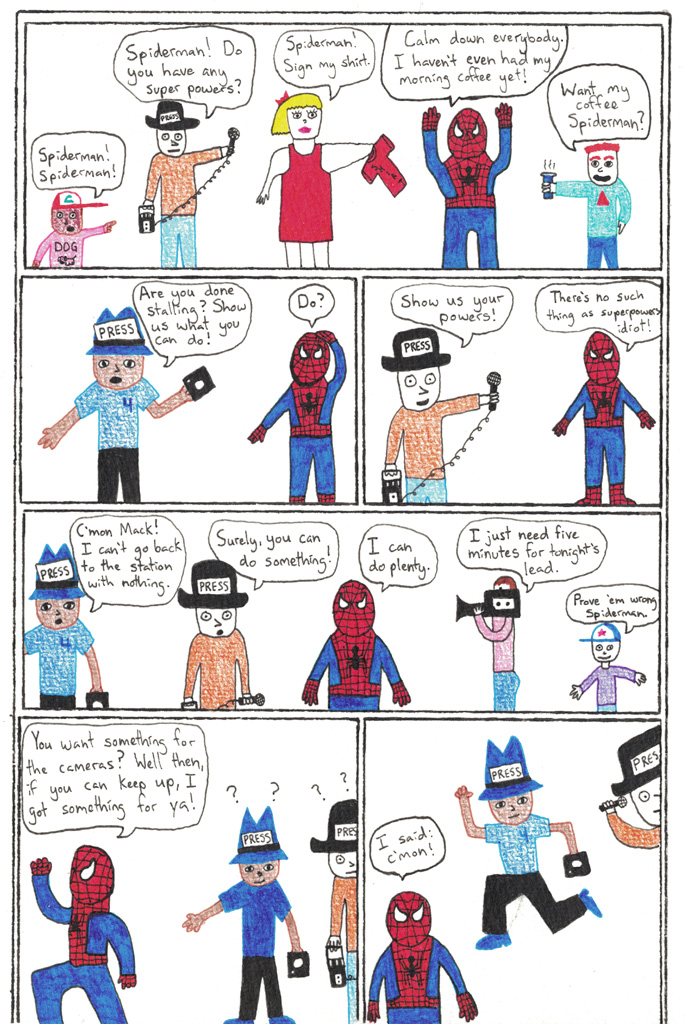 Spiderman!
spiderman!
C
DOG
Spiderman! Do
you have any
super powers?
PRESS
Spiderman!
Sign my shirt.
Calm down everybody.
I haven't even had my
morning coffee yet!
Want my
coffee
Spiderman?
Are you done
stalling? Show
us what you
can do!
PRESS
4
Do?
Show us your
powers!
PRESS
There's no such
thing as superpowers
idiot!
C'mon Mack!
I can't go back
to the station
with nothing.
PRESS
4
Surely, you can
do something!
PRESS
I can
do plenty.
I just need five
minutes for tonight's
lead.
Prove 'em wrong
Spiderman.
You want something for
the cameras? Well then,
if you can keep up, I
got something for ya!
? ? ? ?
PRESS
PRES
I said:
c'mon!
PRESS
4
PRESS